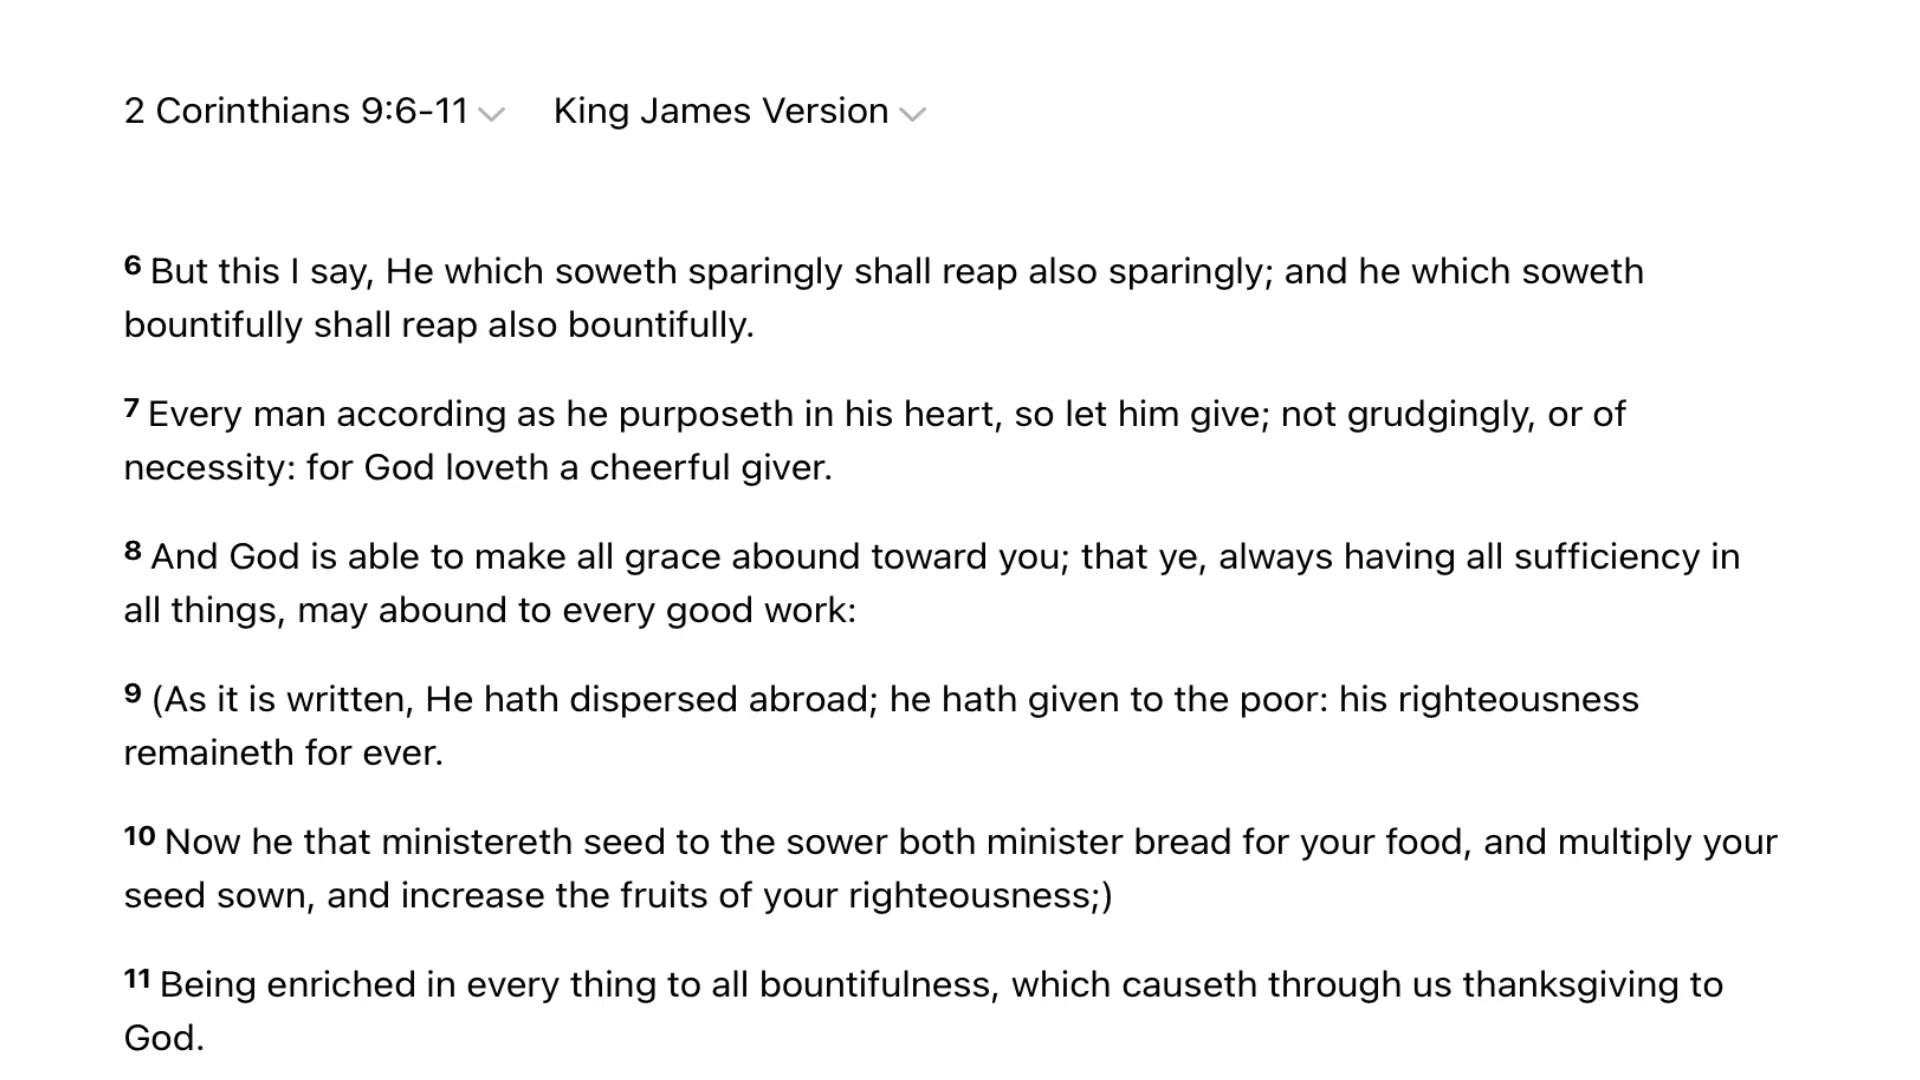 2 Corinthians 9:6-11 King James Version
6 But this I say, He which soweth sparingly shall reap also sparingly; and he which soweth
bountifully shall reap also bountifully.
7 Every man according as he purposeth in his heart, so let him give; not grudgingly, or of
necessity: for God loveth a cheerful giver.
8 And God is able to make all grace abound toward you; that ye, always having all sufficiency in
all things, may abound to every good work:
9 (As it is written, He hath dispersed abroad; he hath given to the poor: his righteousness
remaineth for ever.
10 Now he that ministereth seed to the sower both minister bread for your food, and multiply your
seed sown, and increase the fruits of your righteousness;)
11 Being enriched in every thing to all bountifulness, which causeth through us thanksgiving to
God.